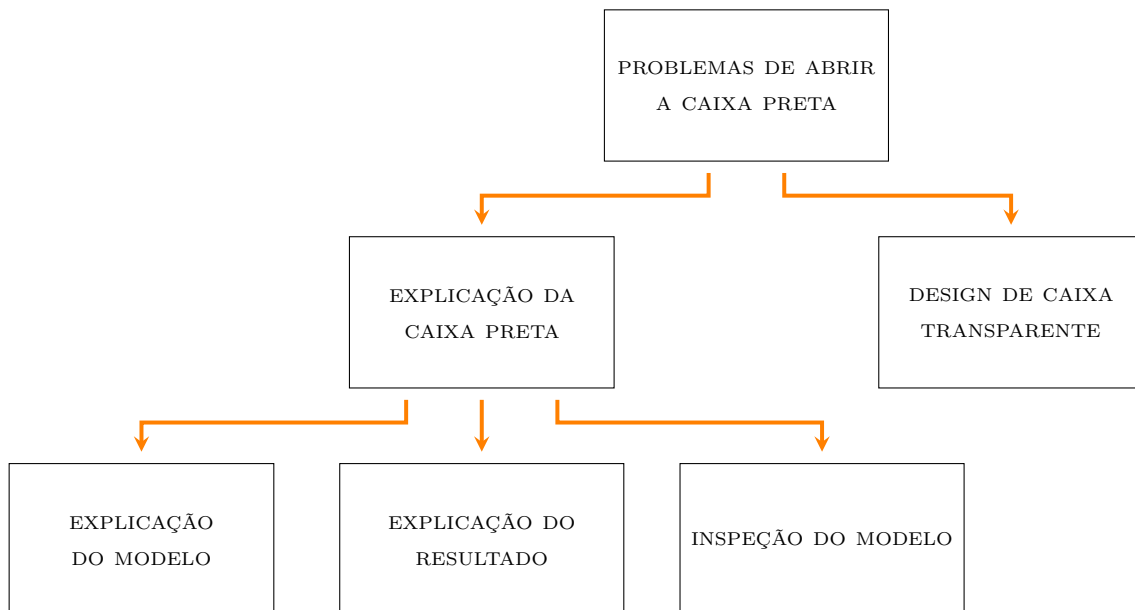 PROBLEMAS DE ABRIR
A CAIXA PRETA
EXPLICAÇÃO DA
CAIXA PRETA
DESIGN DE CAIXA
TRANSPARENTE
EXPLICAÇÃO
DO MODELO
EXPLICAÇÃO DO
RESULTADO
INSPEÇÃO DO MODELO